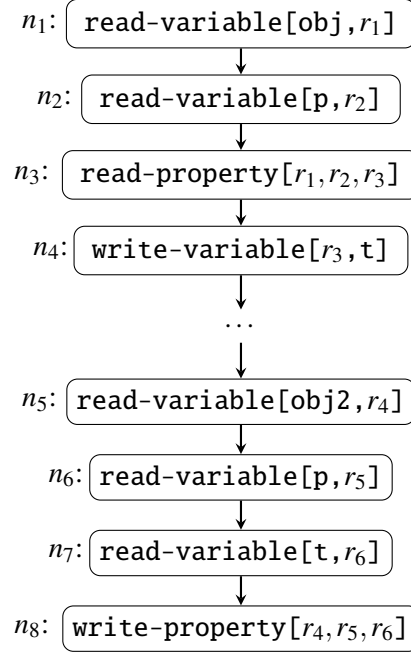 n₁: read-variable[obj,r₁]
n₂: read-variable[p,r₂]
n₃: read-property[r₁,r₂,r₃]
n₄: write-variable[r₃,t]
...
n₅: read-variable[obj2,r₄]
n₆: read-variable[p,r₅]
n₇: read-variable[t,r₆]
n₈: write-property[r₄,r₅,r₆]